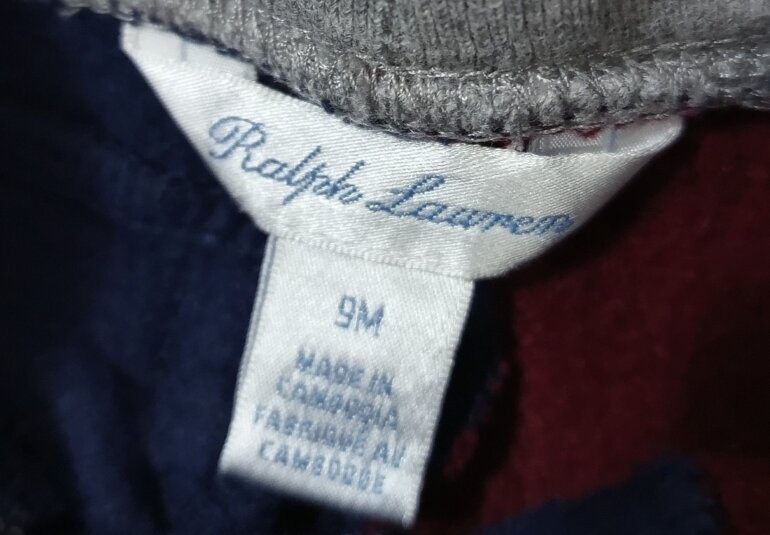 Ralph Lauren
9M
MADE IN
CAMBODIA
FABRIQUÉ AU
CAMBODGE